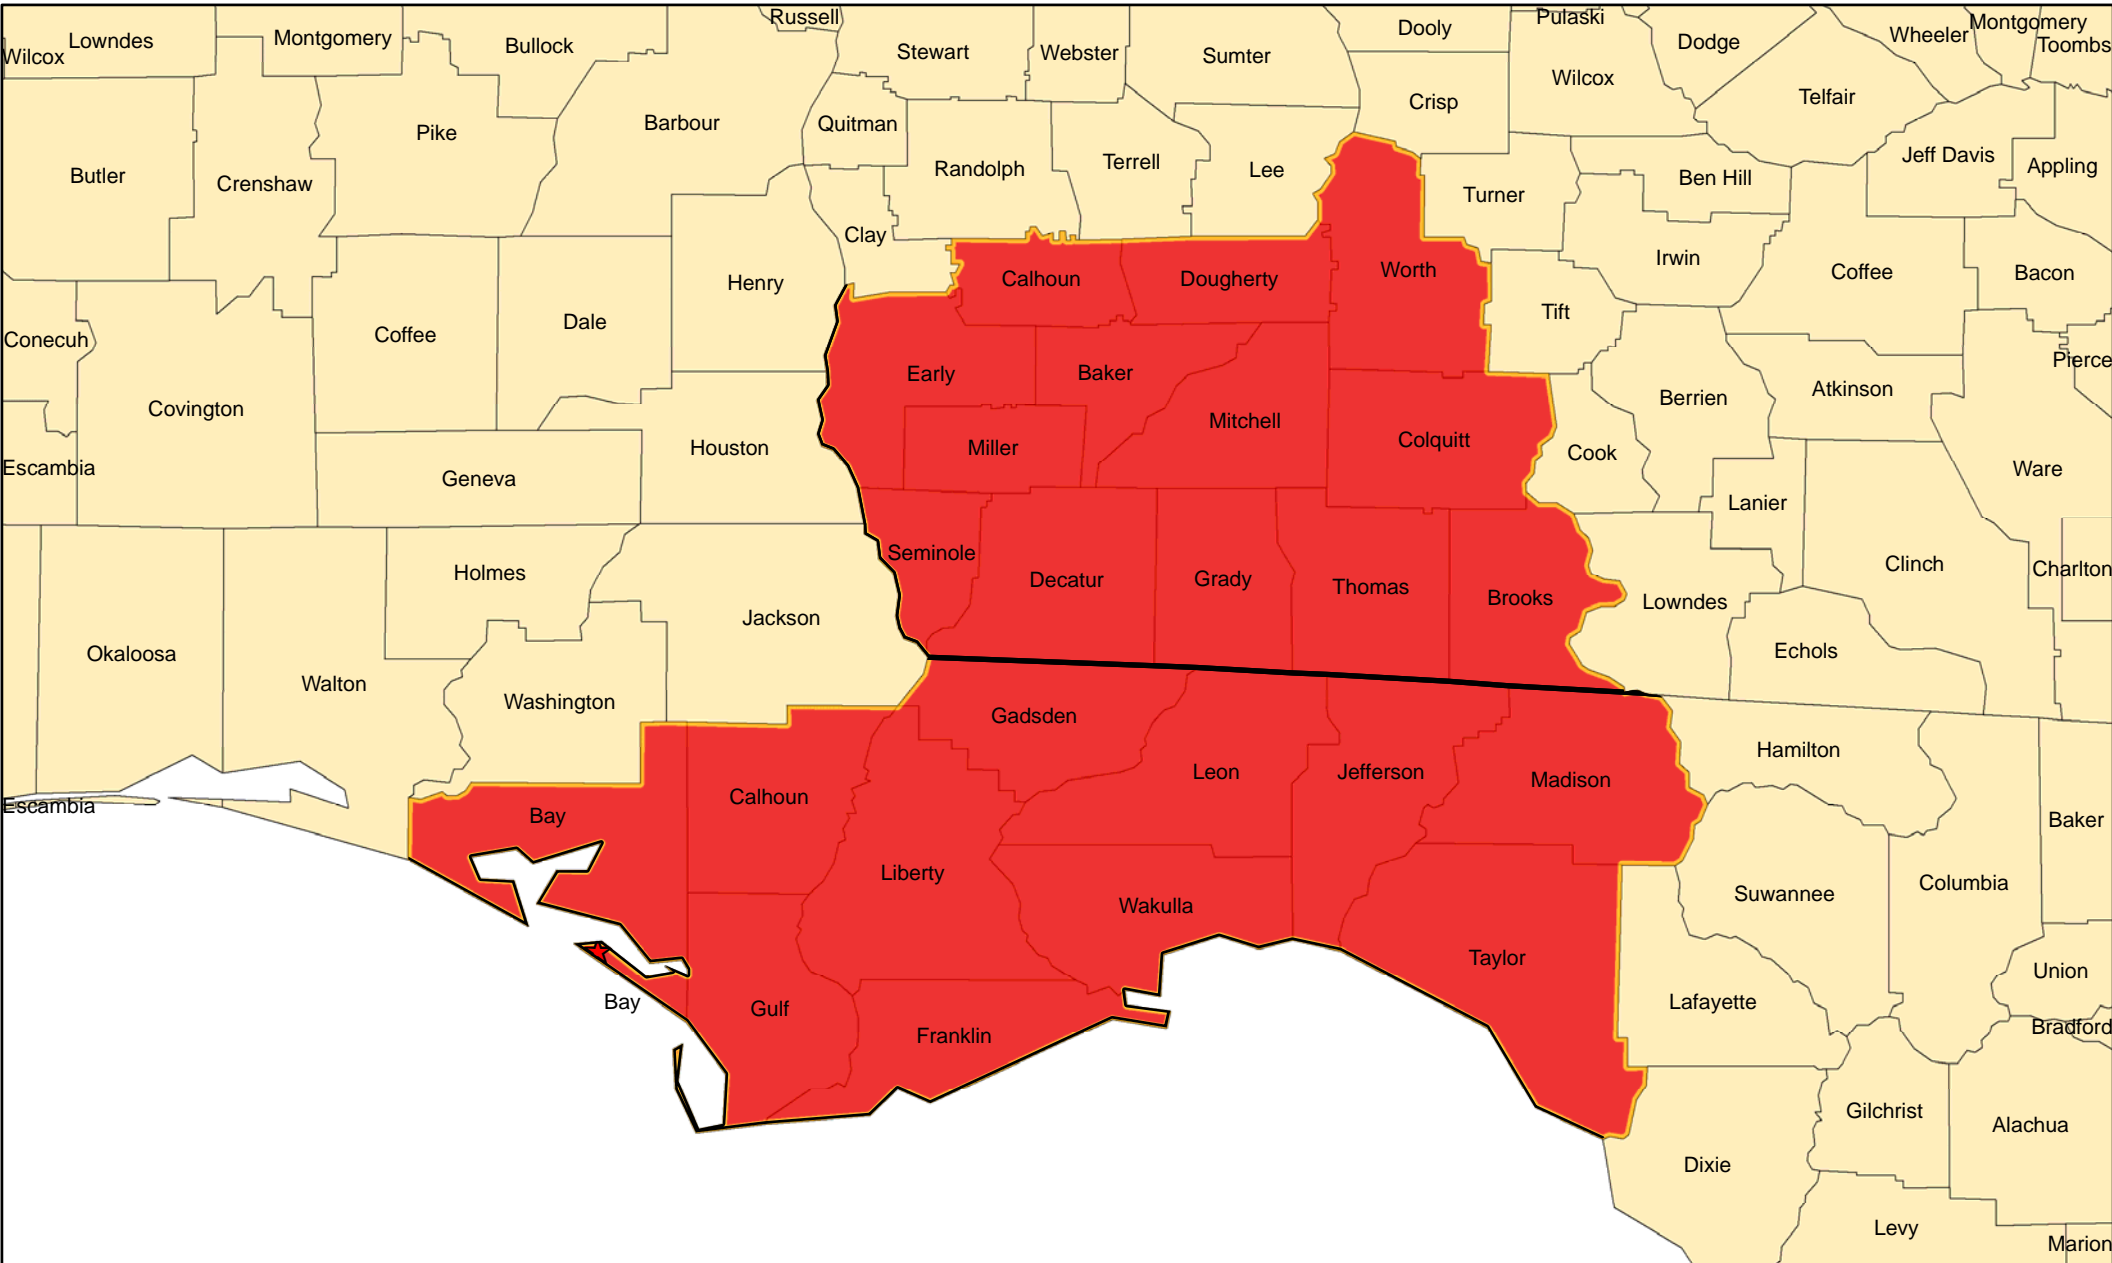 Russell
Montgomery
Pulaski
Dooly
Lowndes
Montgomery
Bullock
Dodge
Wheeler
Toombs
Wilcox
Stewart
Webster
Sumter
Wilcox
Telfair
Crisp
Barbour
Quitman
Pike
Jeff Davis
Terrell
Appling
Randolph
Lee
Butler
Ben Hill
Crenshaw
Turner
Clay
Irwin
Worth
Coffee
Bacon
Calhoun
Dougherty
Henry
Tift
Dale
Coffee
Conecuh
Pierce
Early
Baker
Atkinson
Berrien
Covington
Mitchell
Colquitt
Miller
Houston
Cook
Escambia
Ware
Geneva
Lanier
Seminole
Clinch
Charlton
Holmes
Decatur
Grady
Thomas
Brooks
Lowndes
Jackson
Echols
Okaloosa
Walton
Washington
Gadsden
Hamilton
Leon
Jefferson
Madison
Calhoun
Escambia
Bay
Baker
Liberty
Columbia
Suwannee
Wakulla
Taylor
Union
Bay
Lafayette
Gulf
Bradford
Franklin
Gilchrist
Alachua
Dixie
Levy
Marion